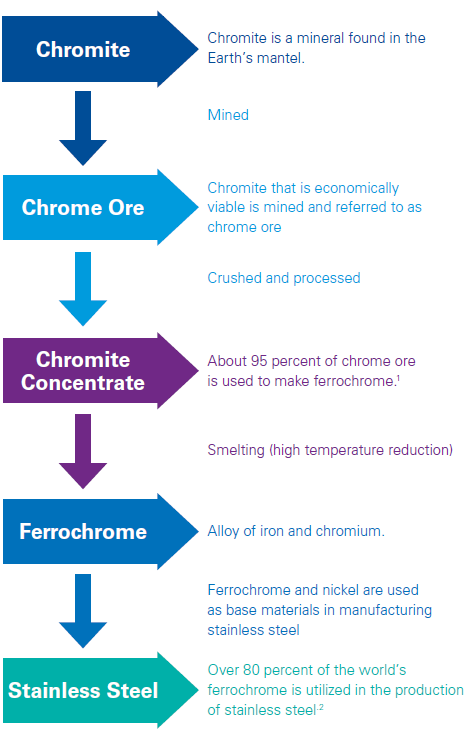 Chromite
Chromite is a mineral found in the
Earth's mantel.
Mined
Chrome Ore
Chromite that is economically
viable is mined and referred to as
chrome ore
Crushed and processed
Chromite
Concentrate
About 95 percent of chrome ore
is used to make ferrochrome.¹
Smelting (high temperature reduction)
Ferrochrome
Alloy of iron and chromium.
Ferrochrome and nickel are used
as base materials in manufacturing
stainless steel
Stainless Steel
Over 80 percent of the world's
ferrochrome is utilized in the production
of stainless steel.²